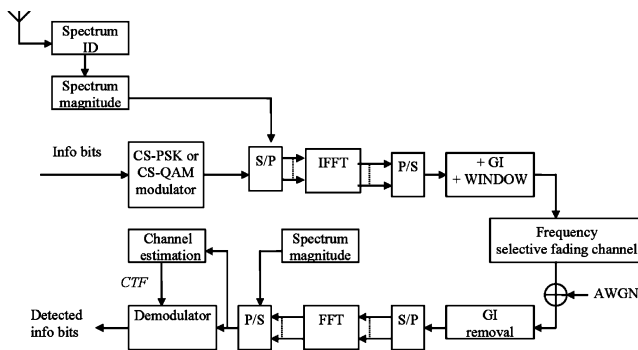 Spectrum
ID
Spectrum
magnitude
Info bits
CS-PSK or
CS-QAM
modulator
S/P
IFFT
P/S
+ GI
+ WINDOW
Frequency
selective fading channel
AWGN
GI
removal
S/P
FFT
P/S
Spectrum
magnitude
Channel
estimation
CTF
Demodulator
Detected
info bits